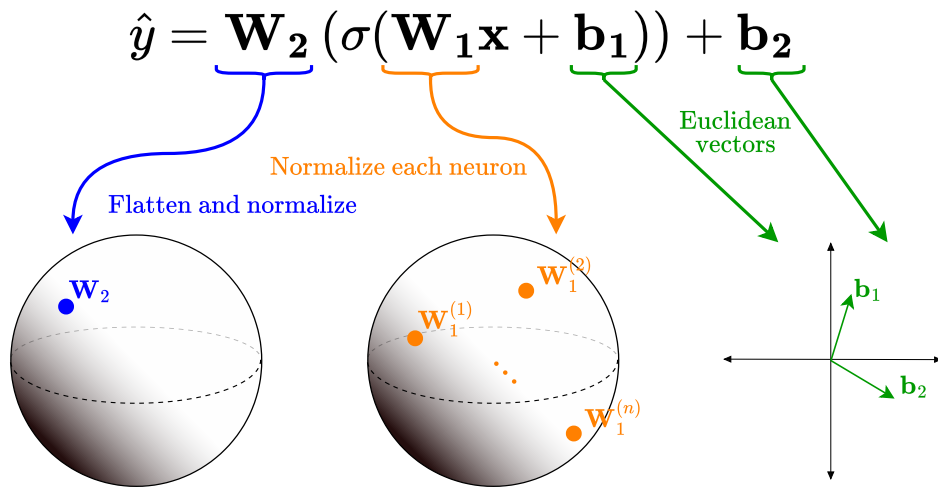 ŷ = W₂ (σ(W₁x + b₁)) + b₂
Euclidean
vectors
Normalize each neuron
Flatten and normalize
W₂
W₁⁽²⁾
W₁⁽¹⁾
W₁⁽ⁿ⁾
b₁
b₂